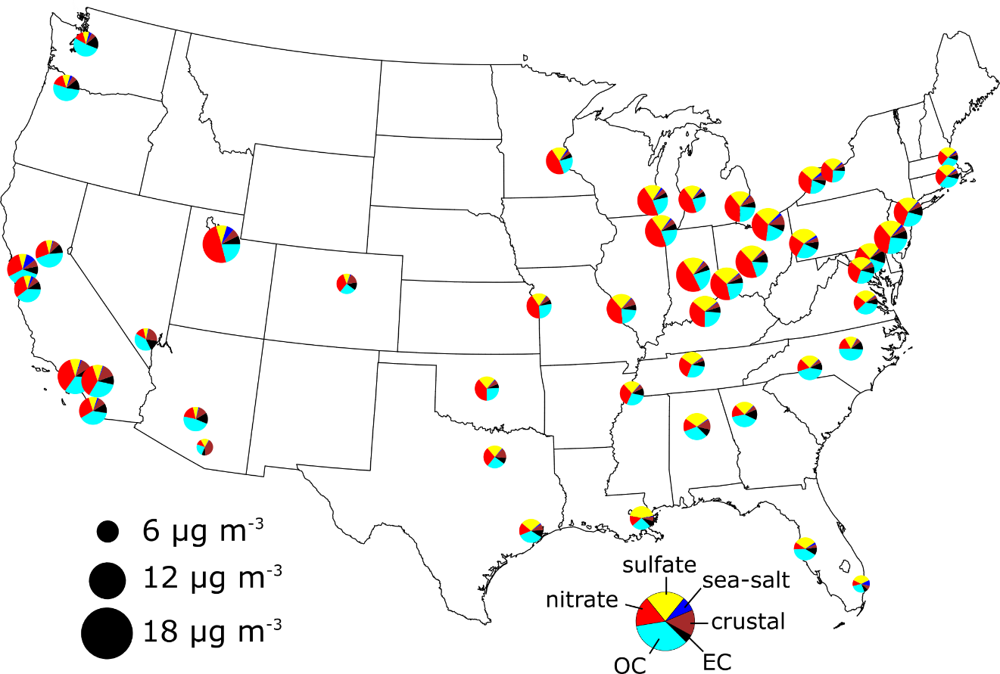 6 µg m-3
12 µg m-3
18 µg m-3
sulfate
sea-salt
nitrate
crustal
EC
OC